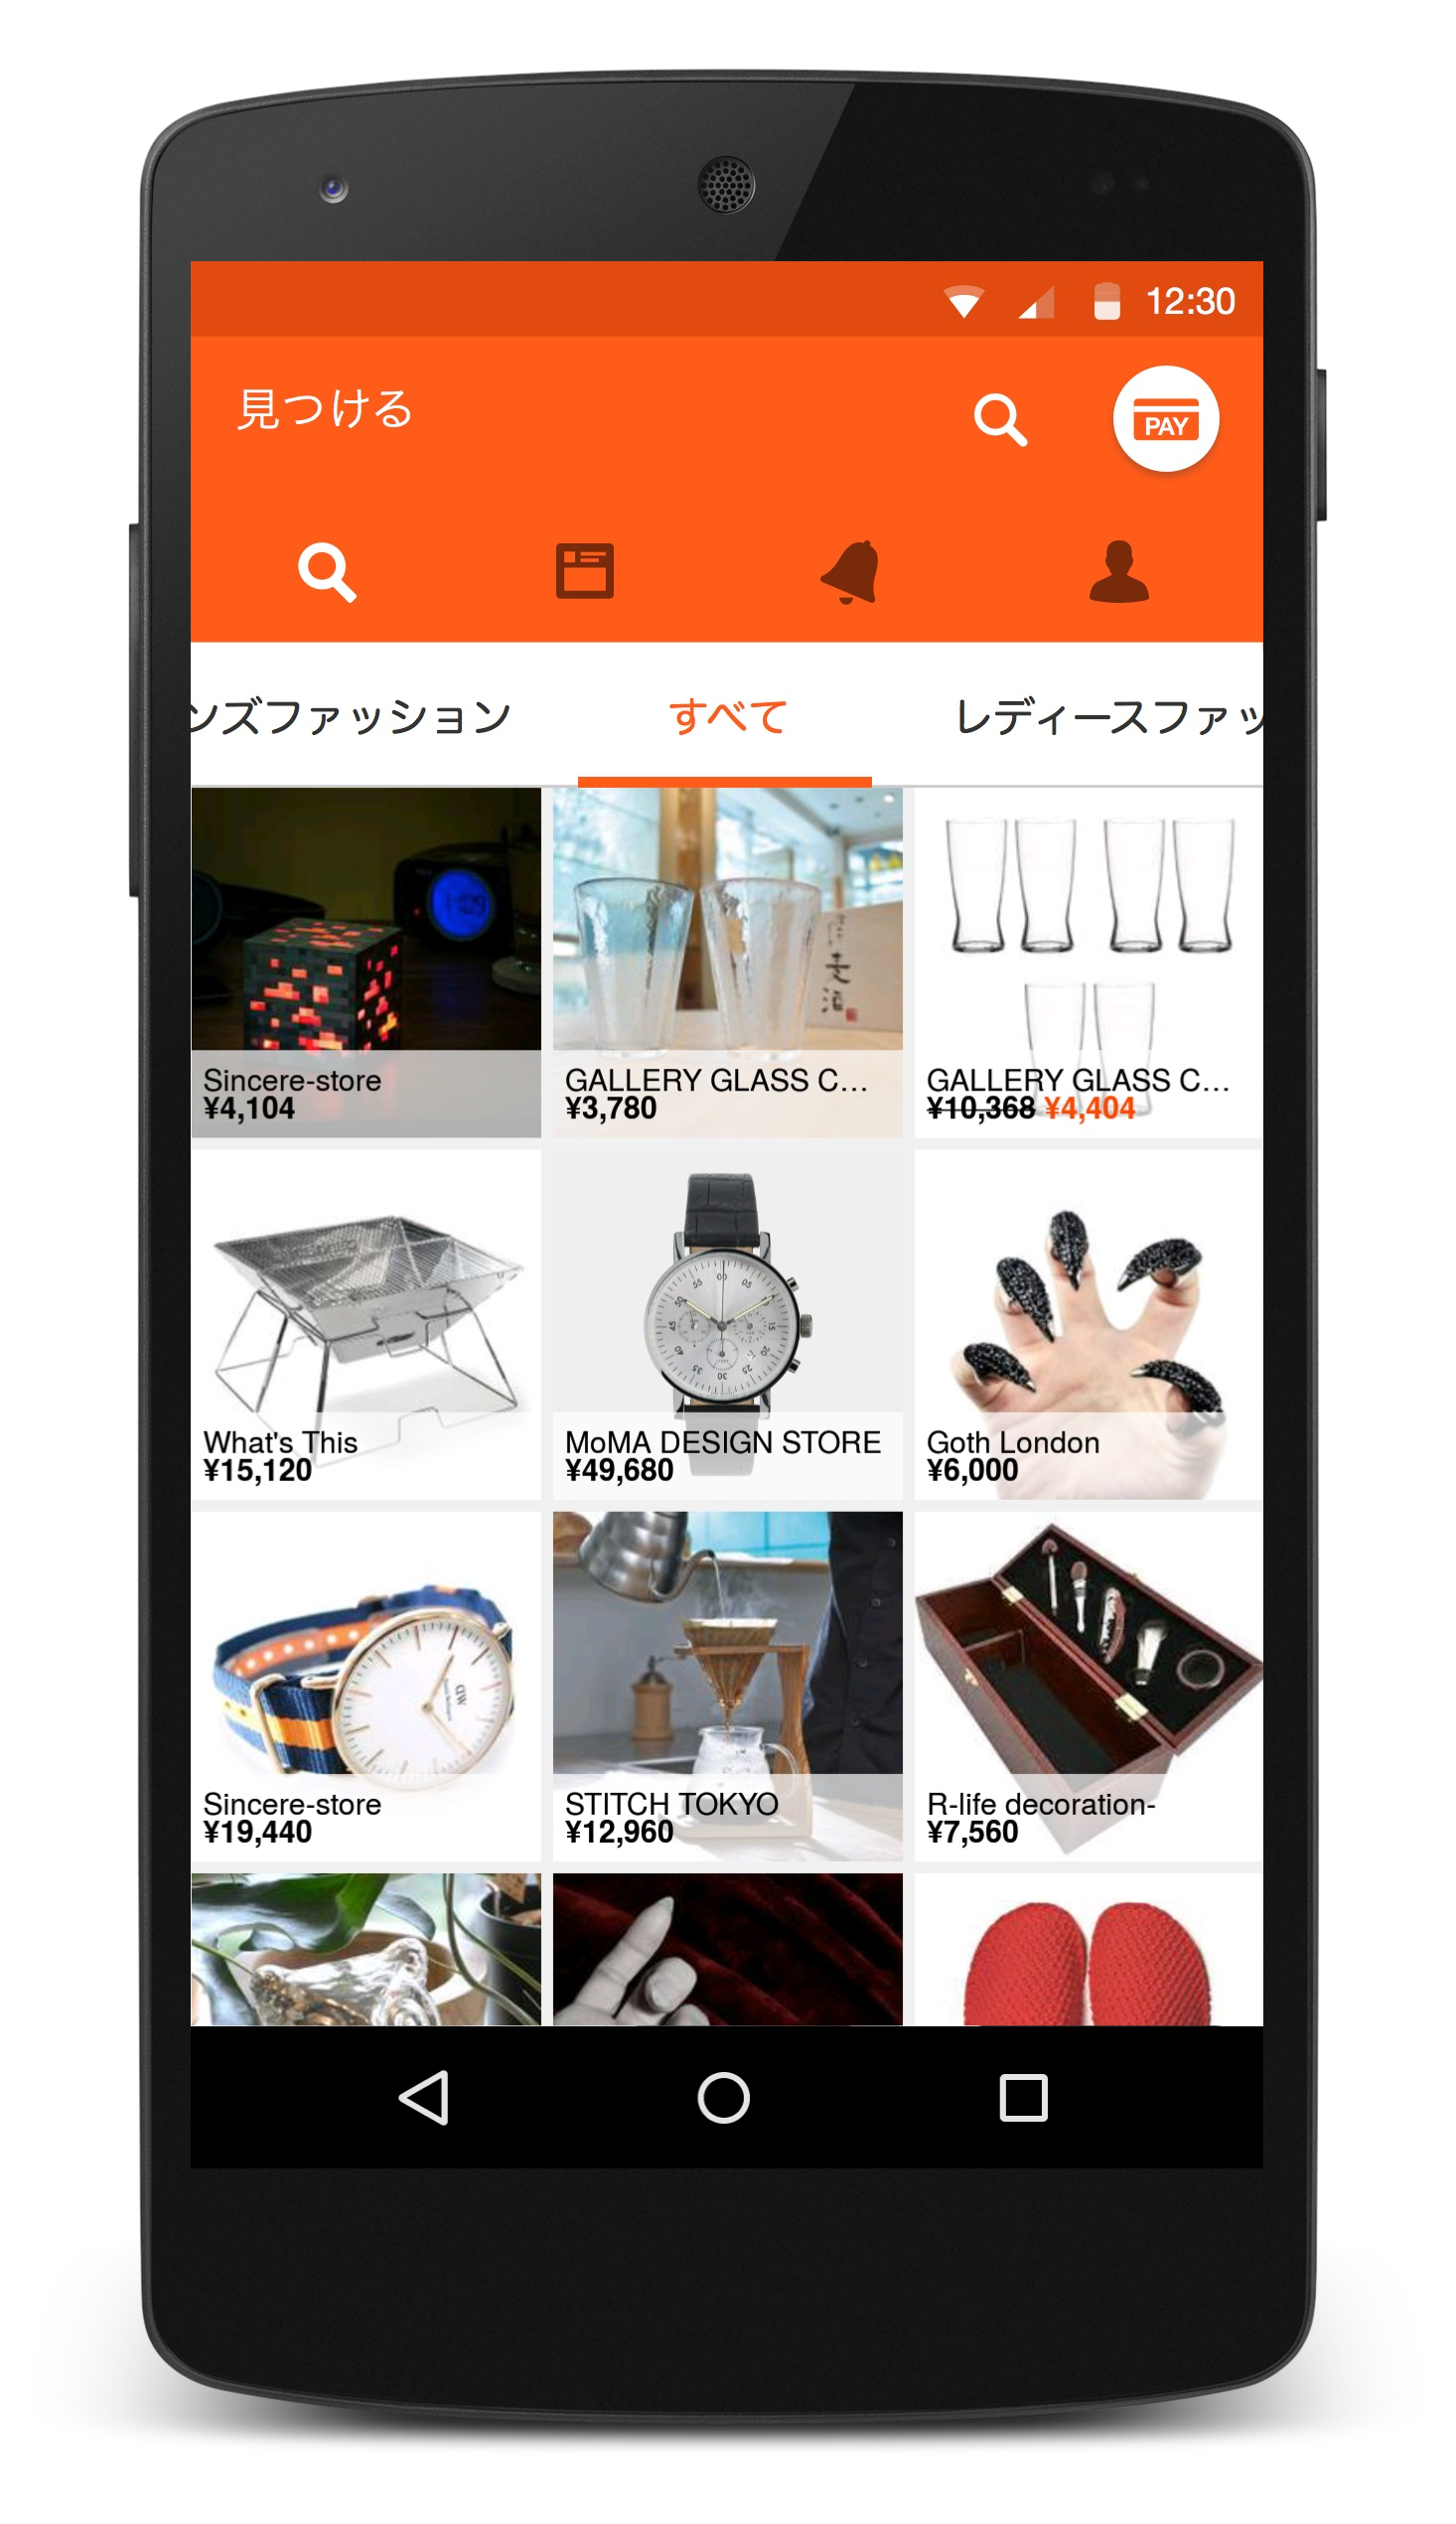 12:30
見つける
PAY
ンズファッション すべて レディースファッ
Sincere-store
¥4,104
GALLERY GLASS C...
¥3,780
GALLERY GLASS C...
¥10,368 ¥4,404
What's This
¥15,120
MoMA DESIGN STORE
¥49,680
Goth London
¥6,000
Sincere-store
¥19,440
STITCH TOKYO
¥12,960
R-life decoration-
¥7,560